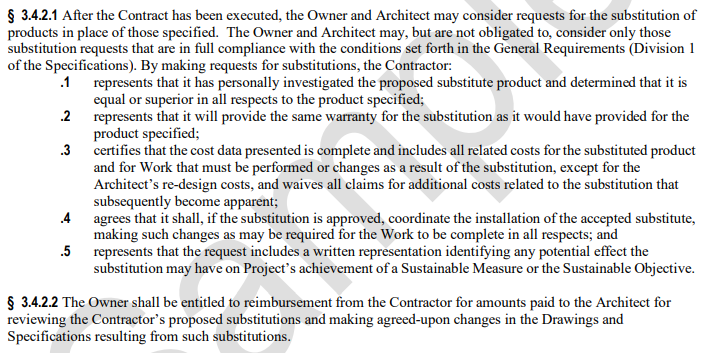 § 3.4.2.1 After the Contract has been executed, the Owner and Architect may consider requests for the substitution of
products in place of those specified. The Owner and Architect may, but are not obligated to, consider only those
substitution requests that are in full compliance with the conditions set forth in the General Requirements (Division 1
of the Specifications). By making requests for substitutions, the Contractor:
.1 represents that it has personally investigated the proposed substitute product and determined that it is
equal or superior in all respects to the product specified;
.2 represents that it will provide the same warranty for the substitution as it would have provided for the
product specified;
.3 certifies that the cost data presented is complete and includes all related costs for the substituted product
and for Work that must be performed or changes as a result of the substitution, except for the
Architect's re-design costs, and waives all claims for additional costs related to the substitution that
subsequently become apparent;
.4 agrees that it shall, if the substitution is approved, coordinate the installation of the accepted substitute,
making such changes as may be required for the Work to be complete in all respects; and
.5 represents that the request includes a written representation identifying any potential effect the
substitution may have on Project's achievement of a Sustainable Measure or the Sustainable Objective.
§ 3.4.2.2 The Owner shall be entitled to reimbursement from the Contractor for amounts paid to the Architect for
reviewing the Contractor's proposed substitutions and making agreed-upon changes in the Drawings and
Specifications resulting from such substitutions.
Sample